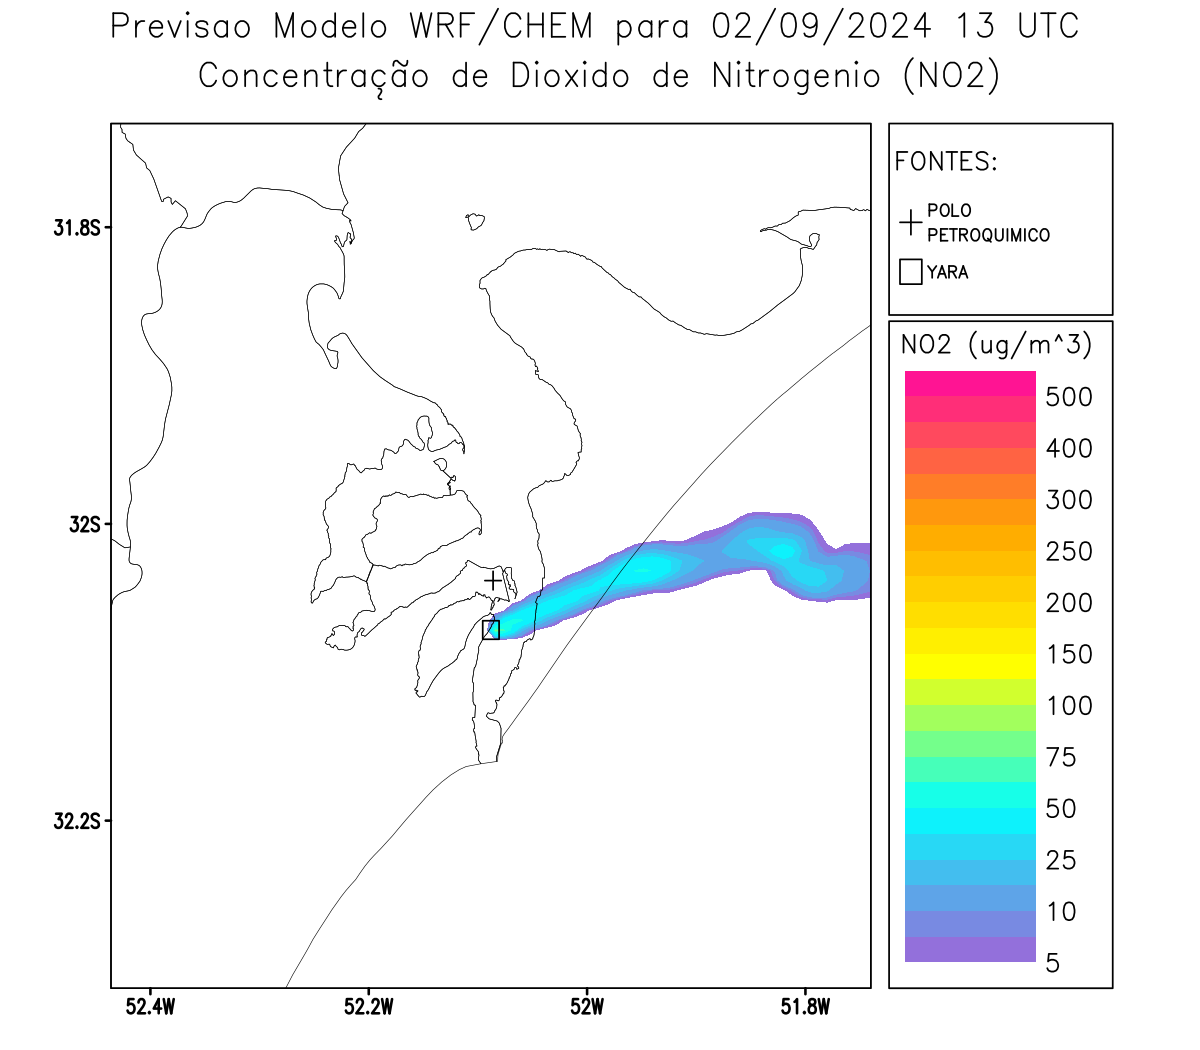 Previsao Modelo WRF/CHEM para 02/09/2024 13 UTC
Concentração de Dioxido de Nitrogenio (NO2)
FONTES:
POLO
PETROQUIMICO
YARA
31.8S
32S
32.2S
52.4W
52.2W
52W
51.8W
NO2 (ug/m^3)
500
400
300
250
200
150
100
75
50
25
10
5